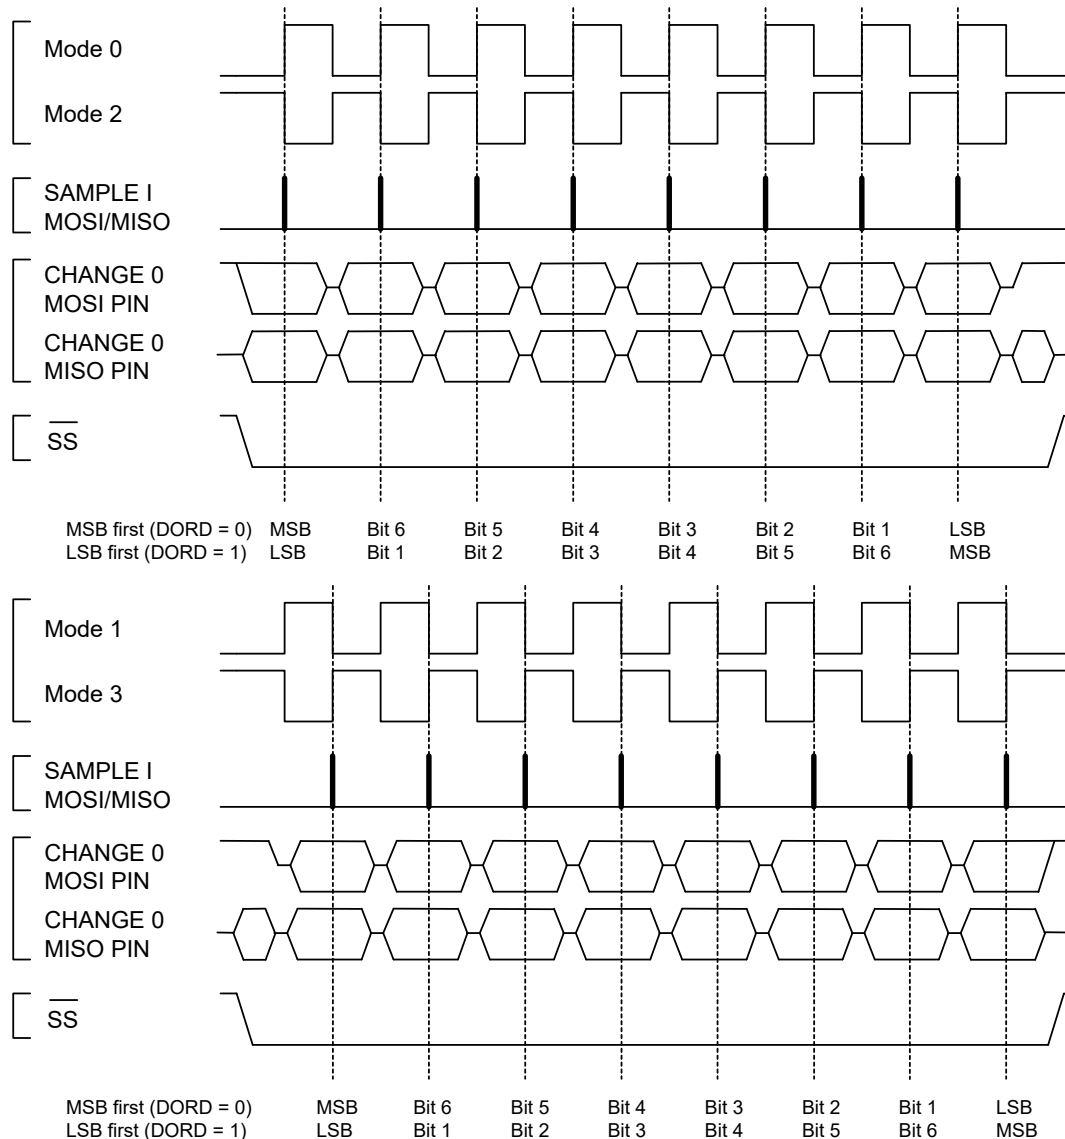 Mode 0
Mode 2
SAMPLE I
MOSI/MISO
CHANGE 0
MOSI PIN
CHANGE 0
MISO PIN
SS
MSB first (DORD = 0) MSB Bit 6 Bit 5 Bit 4 Bit 3 Bit 2 Bit 1 LSB
LSB first (DORD = 1) LSB Bit 1 Bit 2 Bit 3 Bit 4 Bit 5 Bit 6 MSB
Mode 1
Mode 3
SAMPLE I
MOSI/MISO
CHANGE 0
MOSI PIN
CHANGE 0
MISO PIN
SS
MSB first (DORD = 0) MSB Bit 6 Bit 5 Bit 4 Bit 3 Bit 2 Bit 1 LSB
LSB first (DORD = 1) LSB Bit 1 Bit 2 Bit 3 Bit 4 Bit 5 Bit 6 MSB